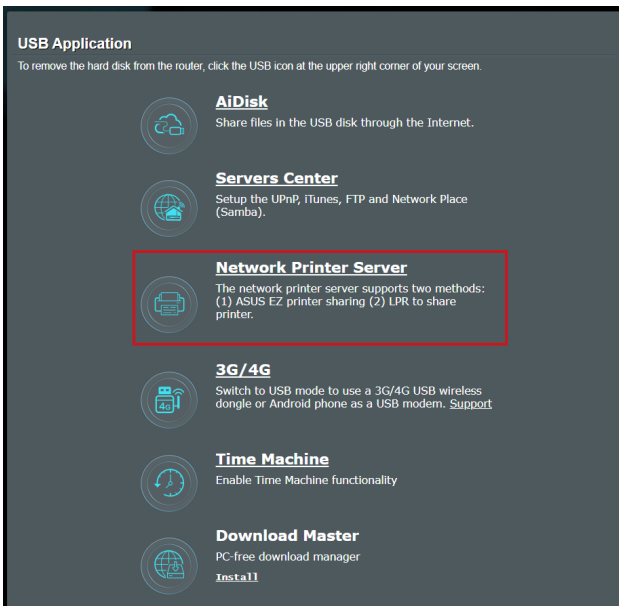 USB Application
To remove the hard disk from the router, click the USB icon at the upper right corner of your screen.
AiDisk
Share files in the USB disk through the Internet.
Servers Center
Setup the UPnP, iTunes, FTP and Network Place
(Samba).
Network Printer Server
The network printer server supports two methods:
(1) ASUS EZ printer sharing (2) LPR to share
printer.
3G/4G
Switch to USB mode to use a 3G/4G USB wireless
dongle or Android phone as a USB modem. Support
4G
Time Machine
Enable Time Machine functionality
Download Master
PC-free download manager
Install